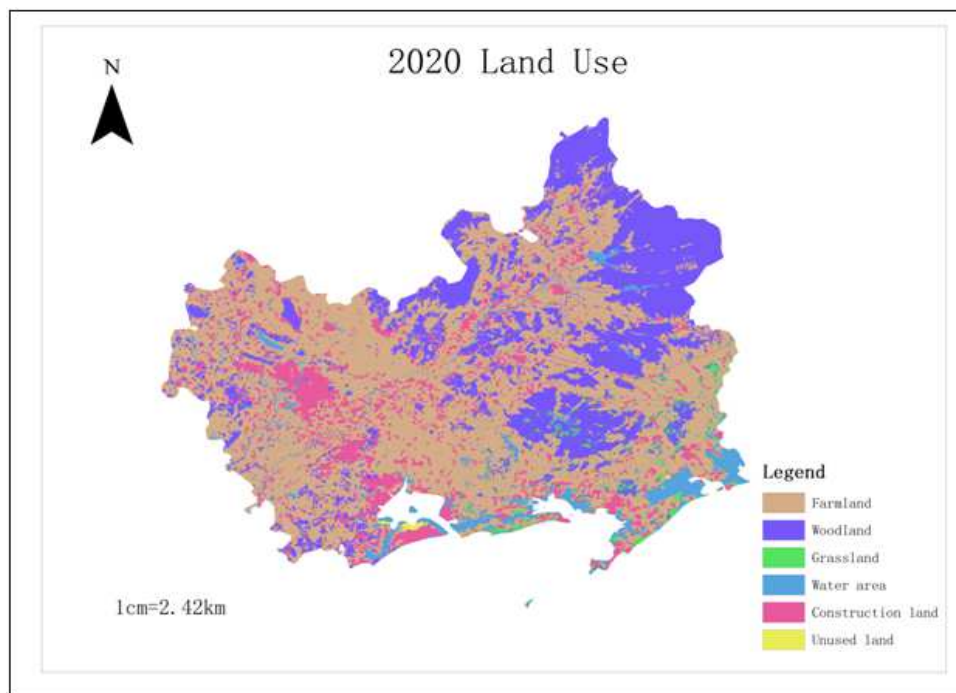 2020 Land Use
N
Legend
Farmland
Woodland
Grassland
Water area
Construction land
Unused land
1cm=2.42km